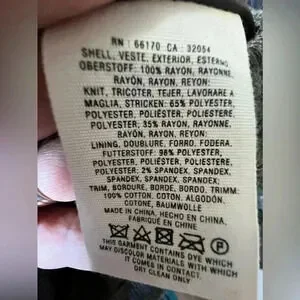 RN : 66170 CA : 32054
SHELL, VESTE, EXTERIOR, ESTERNO
OBERSTOFF: 100% RAYON, RAYONNE,
RAYON, RAYON, REYON:
KNIT, TRICOTER, TEJER, LAVORARE A
MAGLIA, STRICKEN: 65% POLYESTER,
POLYESTER, POLIÉSTER, POLIESTERE,
POLYESTER, 35% RAYON, RAYONNE,
RAYON, RAYON, REYON:
LINING, DOUBLURE, FORRO, FODERA,
FUTTERSTOFF: 98% POLYESTER,
POLYESTER, POLIÉSTER, POLIESTERE,
POLYESTER; 2% SPANDEX, SPANDEX,
SPANDEX, SPANDEX, SPANDEX:
TRIM, BORDURE, BORDE, BORDO, TRIMM:
100% COTTON, COTON, ALGODÓN,
COTONE, BAUMWOLLE
MADE IN CHINA, HECHO EN CHINA
FABRIQUÉ EN CHINE
THIS GARMENT CONTAINS DYE WHICH
MAY DISCOLOR MATERIALS WITH WHICH
IT COMES IN CONTACT
DRY CLEAN ONLY